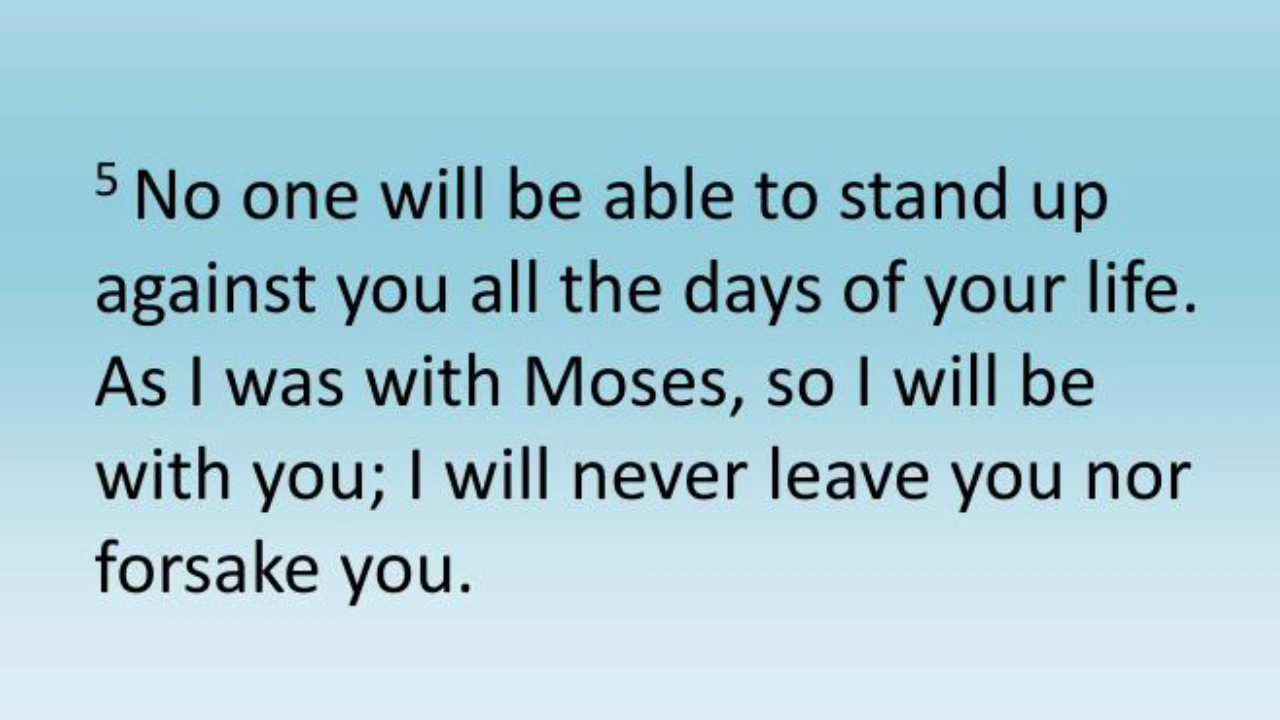 ⁵ No one will be able to stand up
against you all the days of your life.
As I was with Moses, so I will be
with you; I will never leave you nor
forsake you.